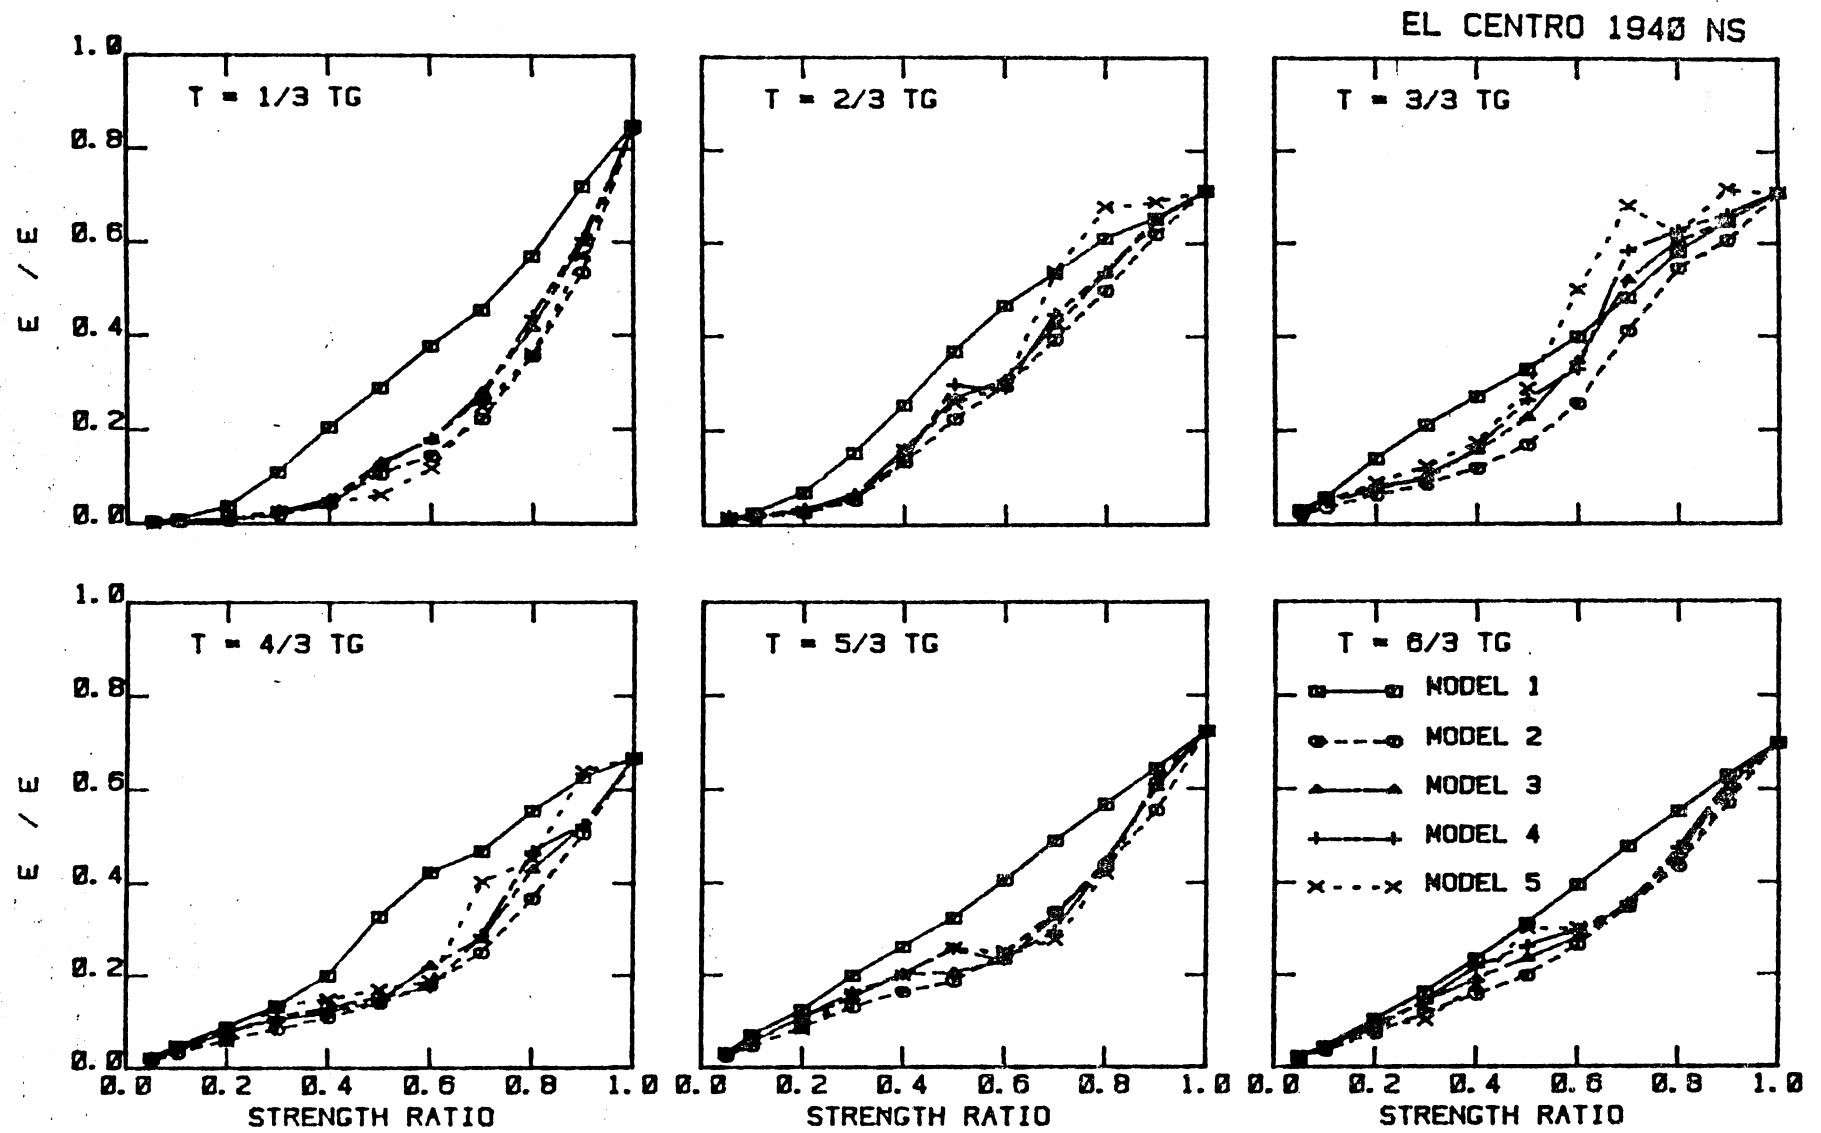 EL CENTRO 1940 NS
1.0
T = 1/3 TG
T = 2/3 TG
T = 3/3 TG
0.8
0.6
0.4
0.2
0.0
E / E
1.0
T = 4/3 TG
T = 5/3 TG
T = 6/3 TG
0.8
0.6
0.4
0.2
0.0
E / E
MODEL 1
MODEL 2
MODEL 3
MODEL 4
MODEL 5
0.0 0.2 0.4 0.6 0.8 1.0
0.0 0.2 0.4 0.6 0.8 1.0
0.0 0.2 0.4 0.6 0.8 1.0
STRENGTH RATIO
STRENGTH RATIO
STRENGTH RATIO